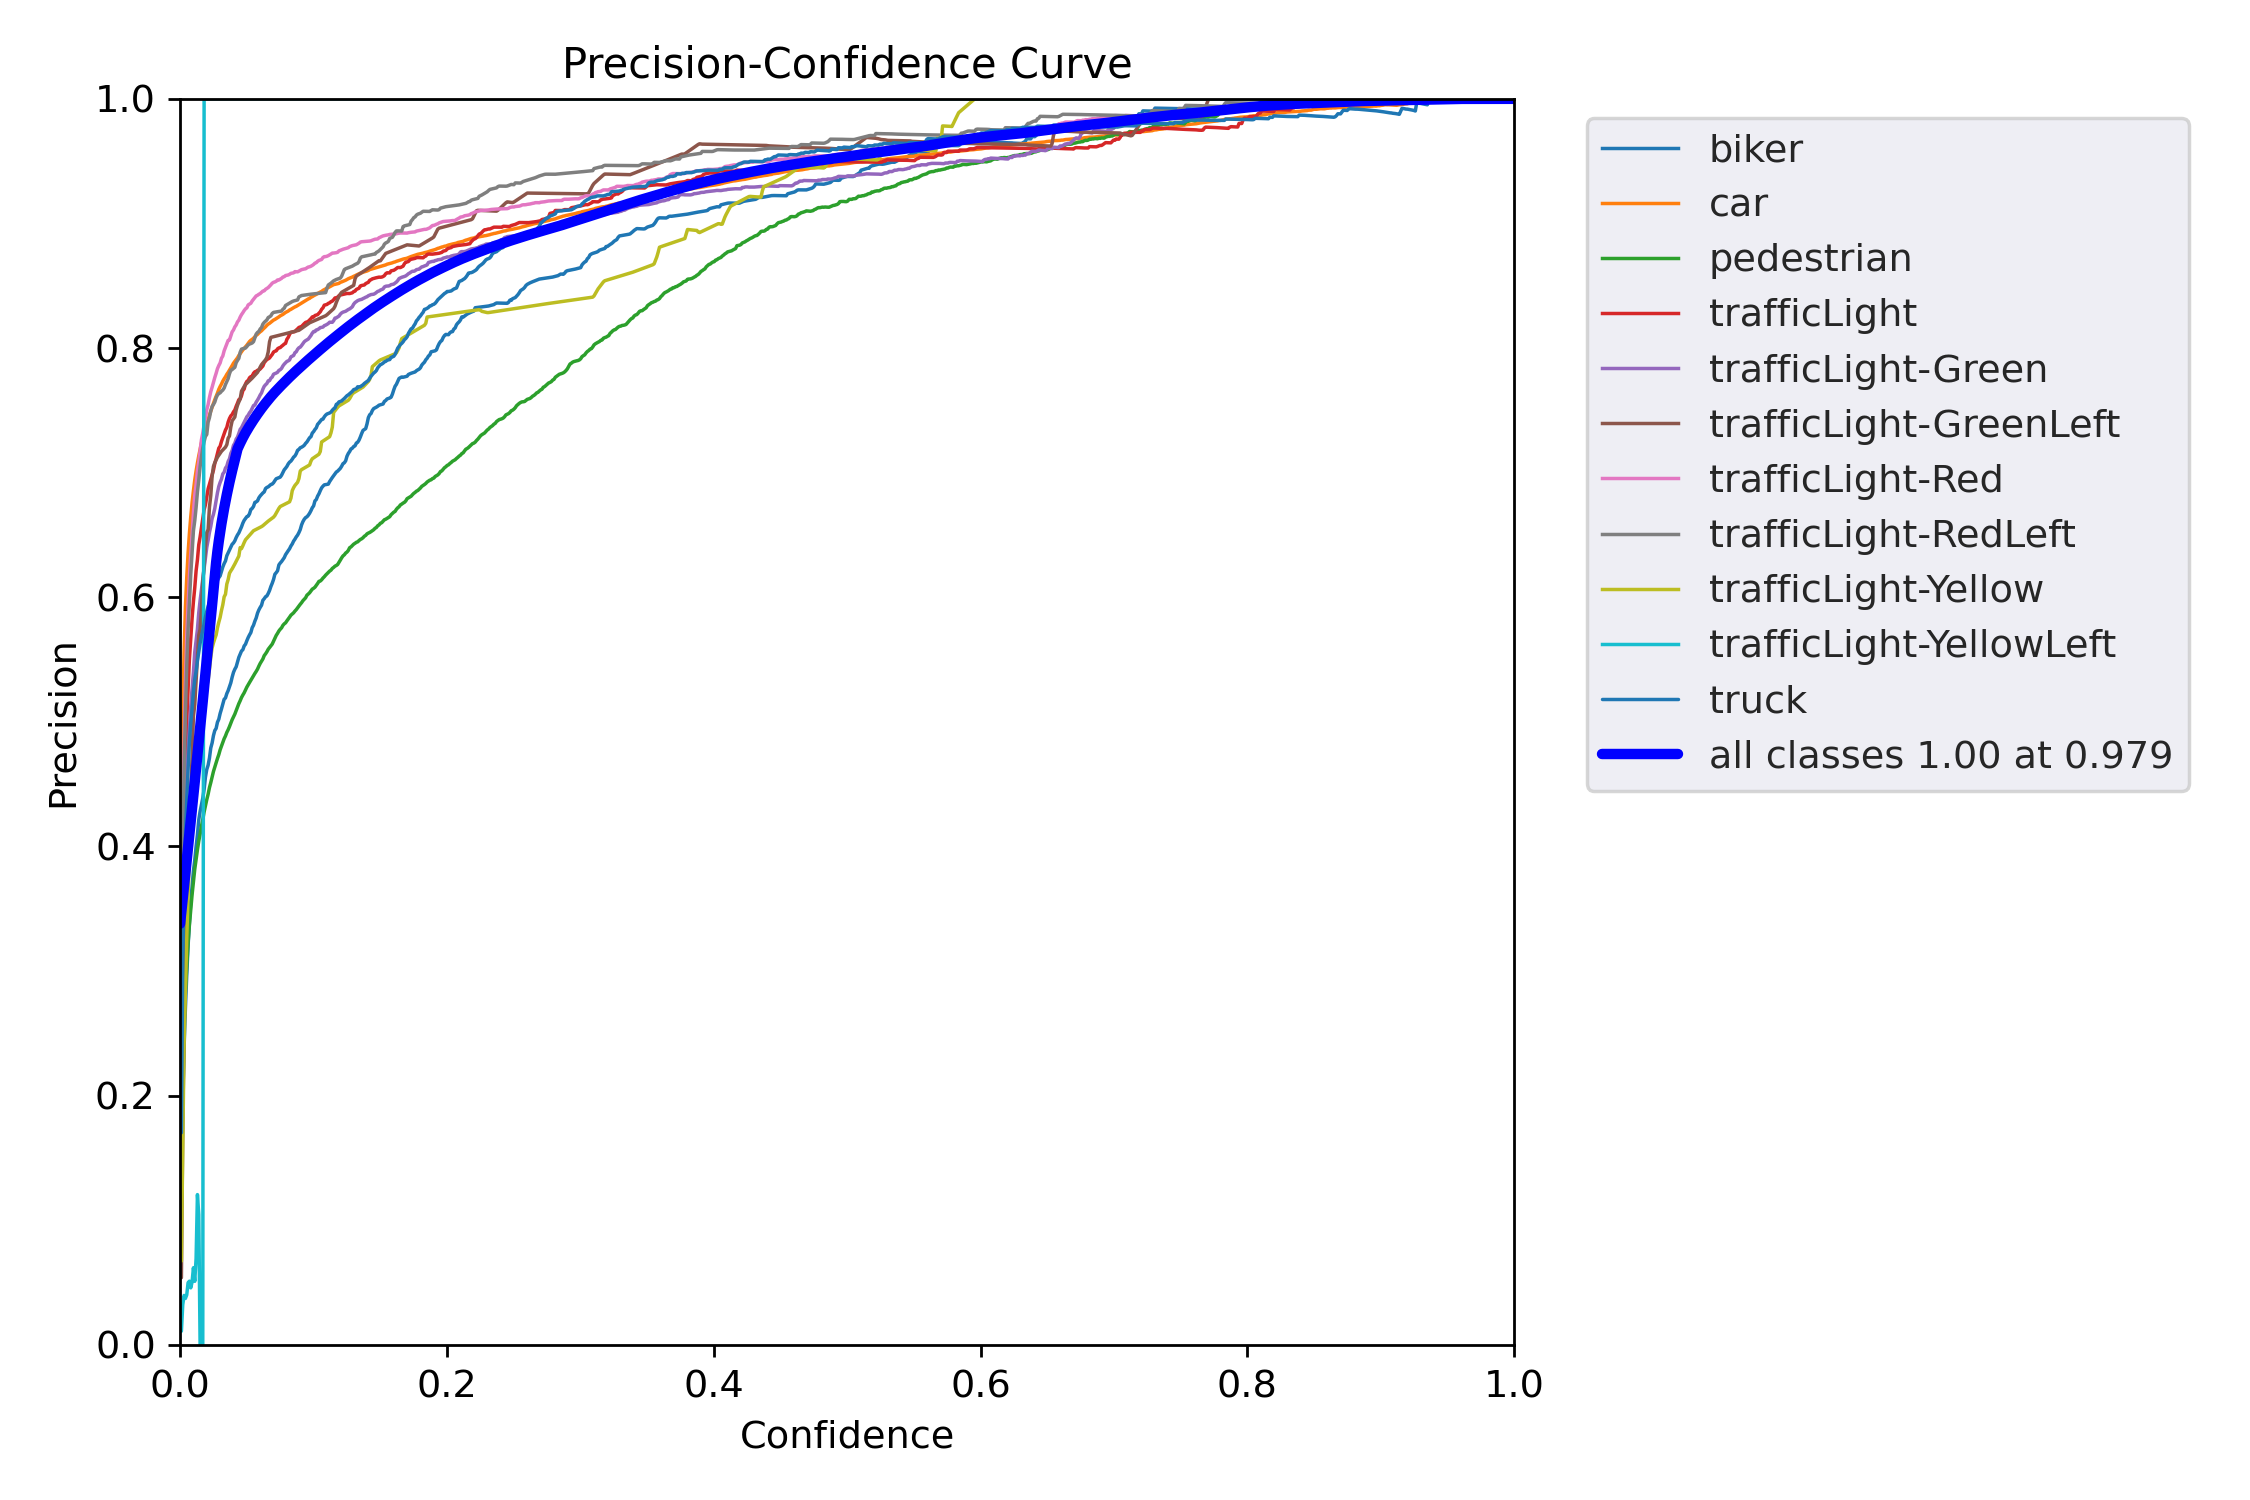 Precision-Confidence Curve
1.0
0.8
0.6
0.4
0.2
0.0
Precision
0.0 0.2 0.4 0.6 0.8 1.0
Confidence
biker
car
pedestrian
trafficLight
trafficLight-Green
trafficLight-GreenLeft
trafficLight-Red
trafficLight-RedLeft
trafficLight-Yellow
trafficLight-YellowLeft
truck
all classes 1.00 at 0.979